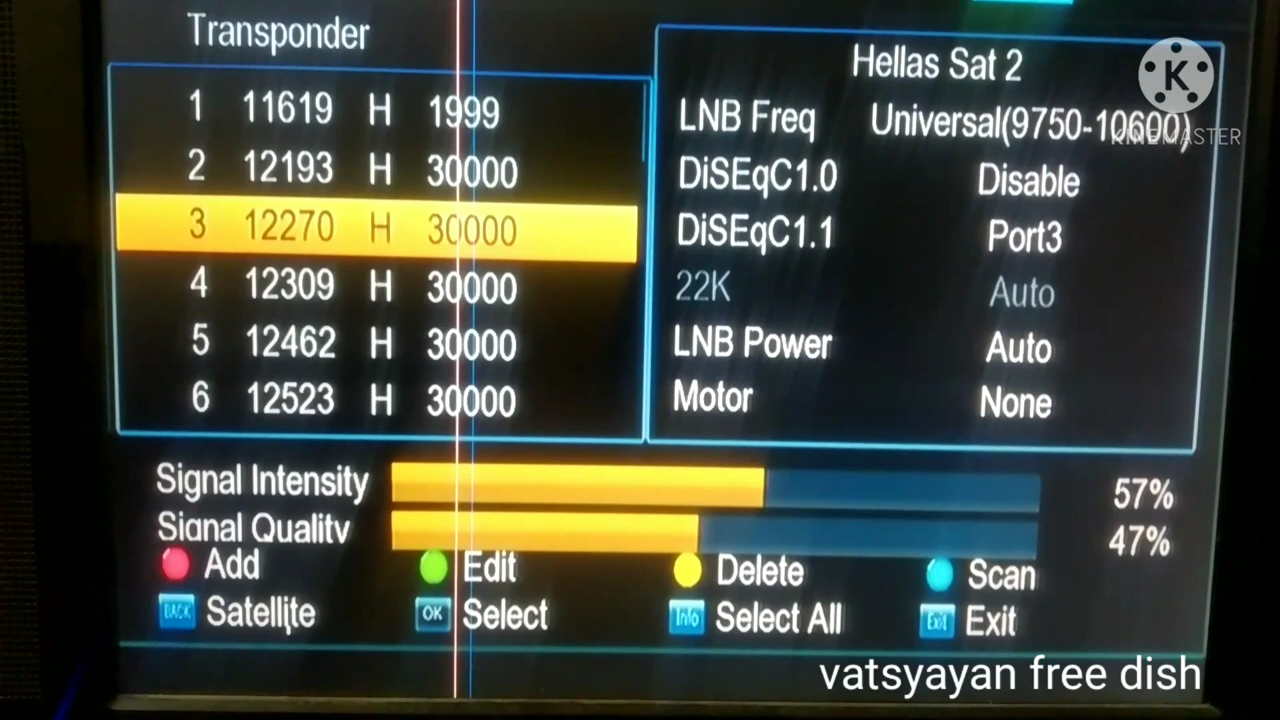 Transponder
1 11619 H 1999
2 12193 H 30000
3 12270 H 30000
4 12309 H 30000
5 12462 H 30000
6 12523 H 30000
Hellas Sat 2
LNB Freq Universal(9750-10600)
DiSEqC1.0 Disable
DiSEqC1.1 Port3
22K Auto
LNB Power Auto
Motor None
K
KINEMASTER
Signal Intensity 57%
Signal Quality 47%
Add Edit Delete Scan
BACK Satellite OK Select Info Select All Exit Exit
vatsyayan free dish